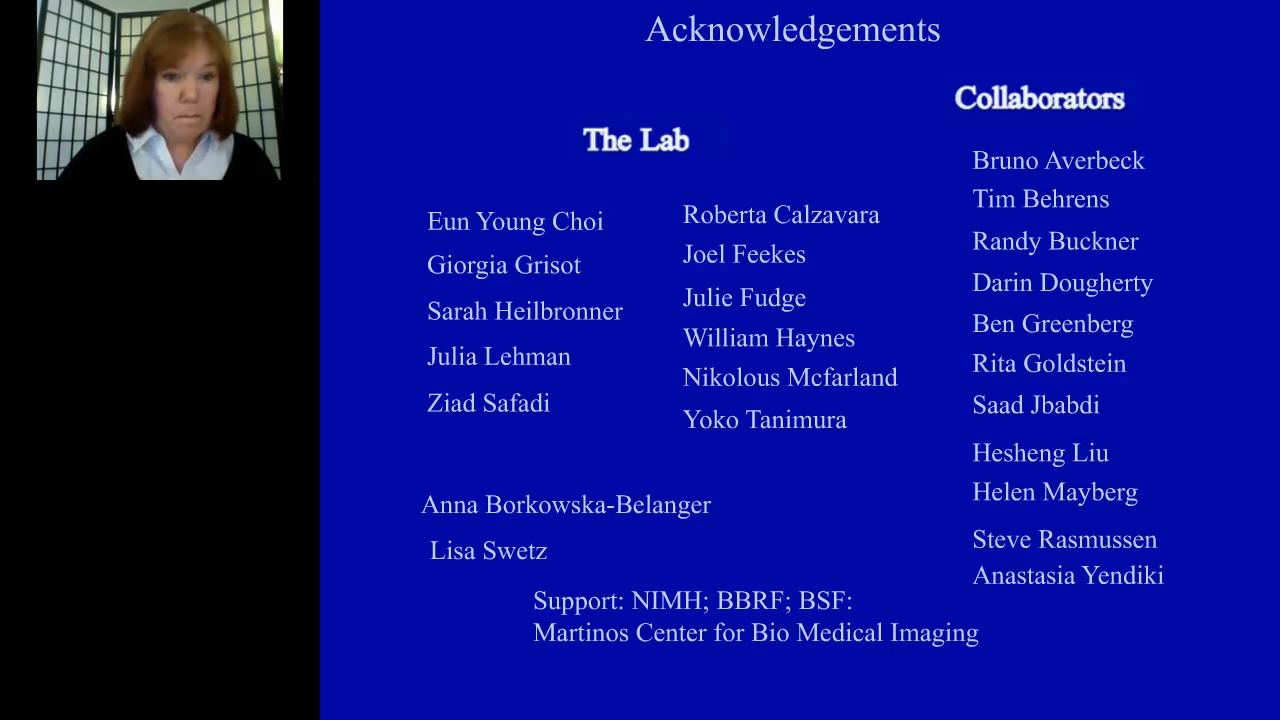 Acknowledgements
The Lab
Eun Young Choi
Giorgia Grisot
Sarah Heilbronner
Julia Lehman
Ziad Safadi
Roberta Calzavara
Joel Feekes
Julie Fudge
William Haynes
Nikolous Mcfarland
Yoko Tanimura
Anna Borkowska-Belanger
Lisa Swetz
Collaborators
Bruno Averbeck
Tim Behrens
Randy Buckner
Darin Dougherty
Ben Greenberg
Rita Goldstein
Saad Jbabdi
Hesheng Liu
Helen Mayberg
Steve Rasmussen
Anastasia Yendiki
Support: NIMH; BBRF; BSF:
Martinos Center for Bio Medical Imaging